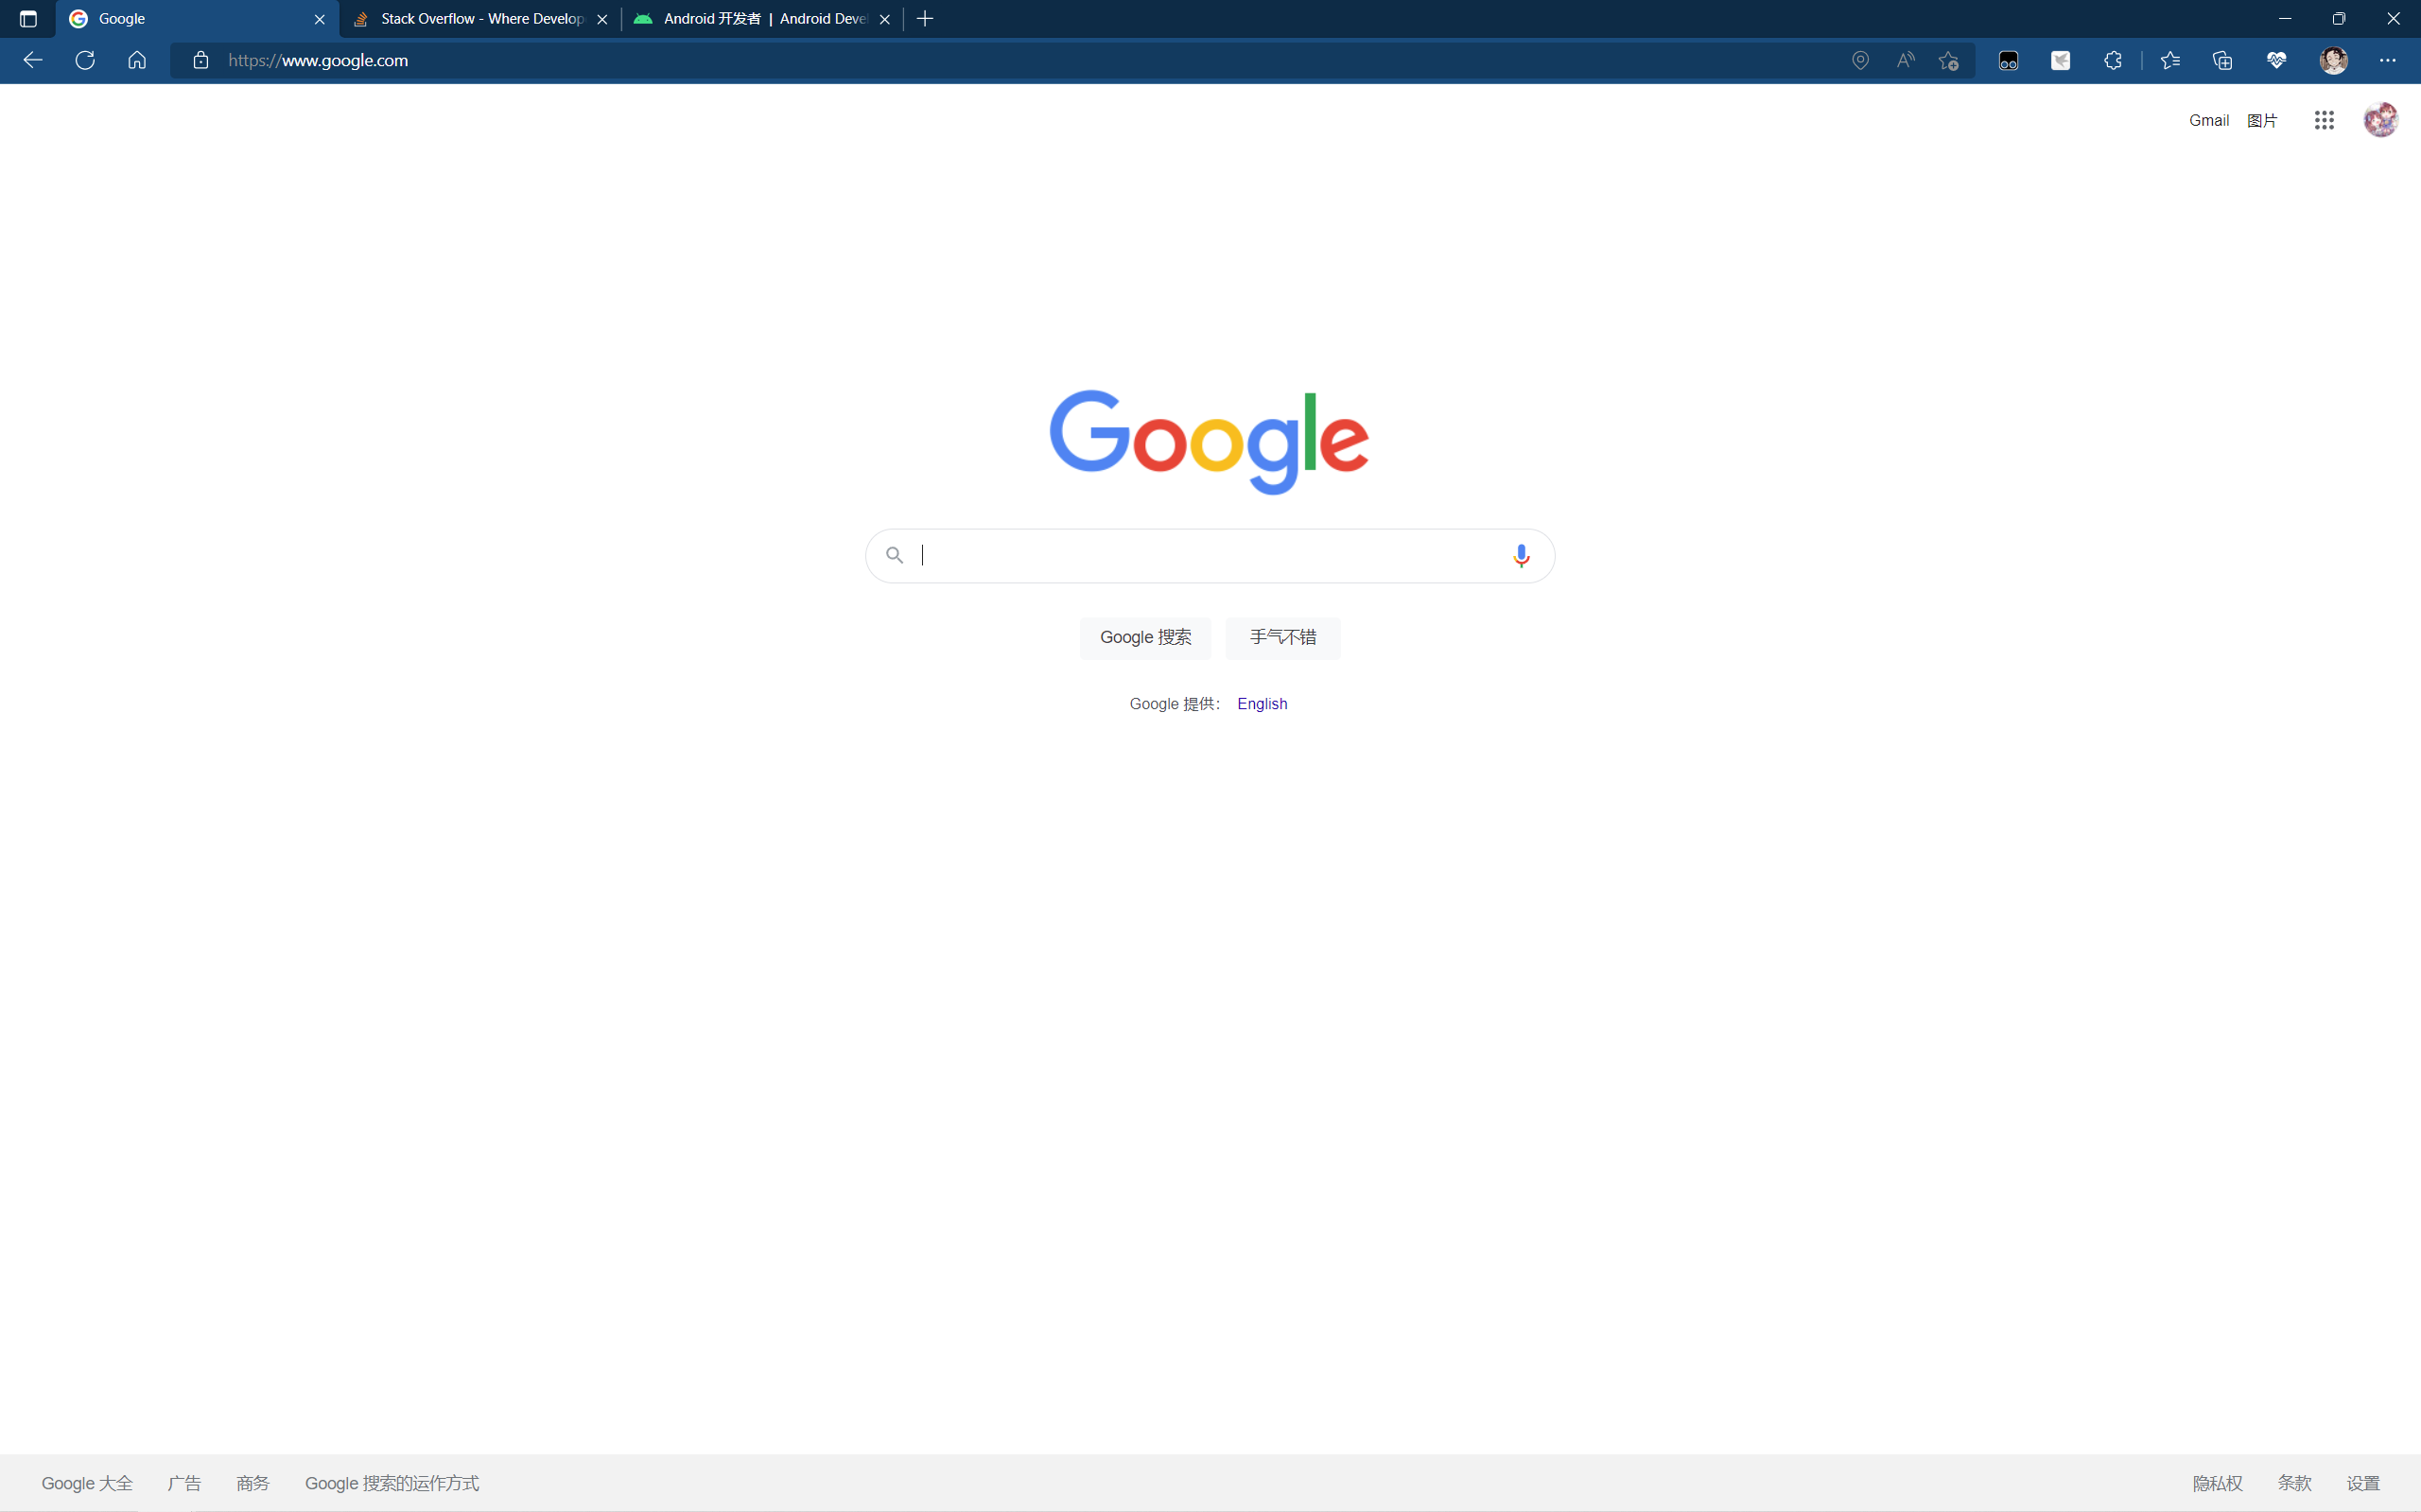 Google
Stack Overflow - Where Develop
Android 开发者 | Android Deve
https://www.google.com
Gmail 图片
Google
Google 搜索 手气不错
Google 提供： English
Google 大全 广告 商务 Google 搜索的运作方式
隐私权 条款 设置